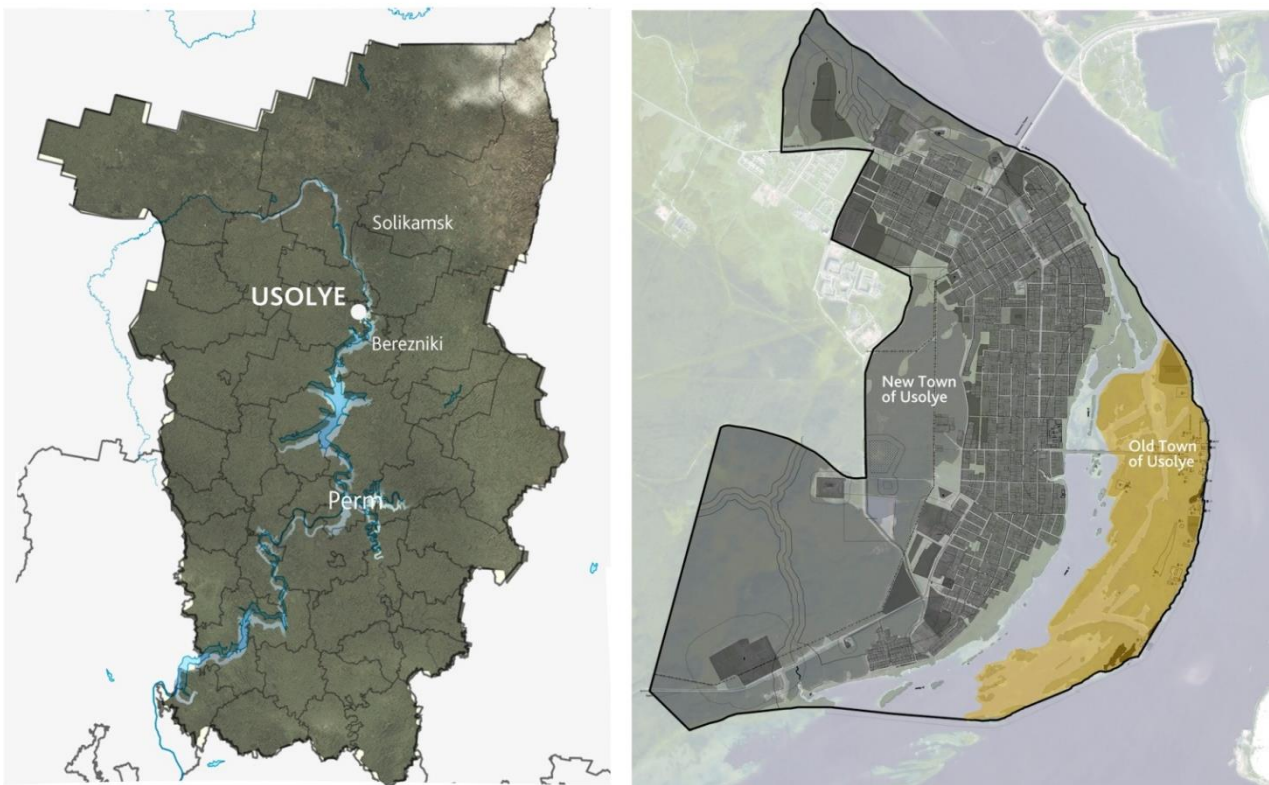 Solikamsk
USOLYE
Berezniki
Perm
New Town
of Usolye
Old Town
of Usolye